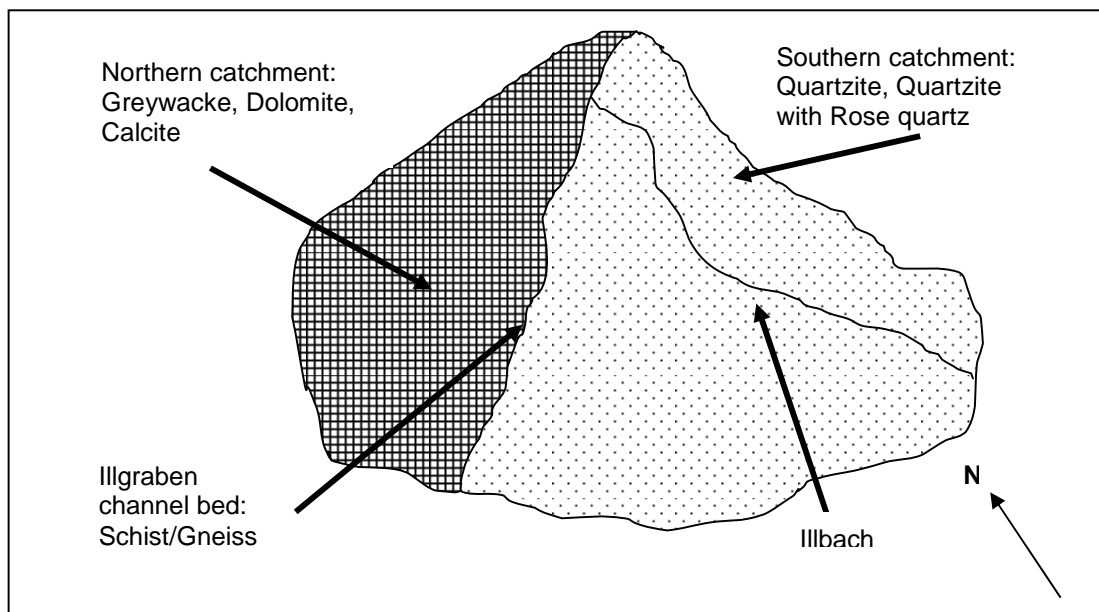 Northern catchment:
Greywacke, Dolomite,
Calcite
Southern catchment:
Quartzite, Quartzite
with Rose quartz
Illgraben
channel bed:
Schist/Gneiss
Illbach
N